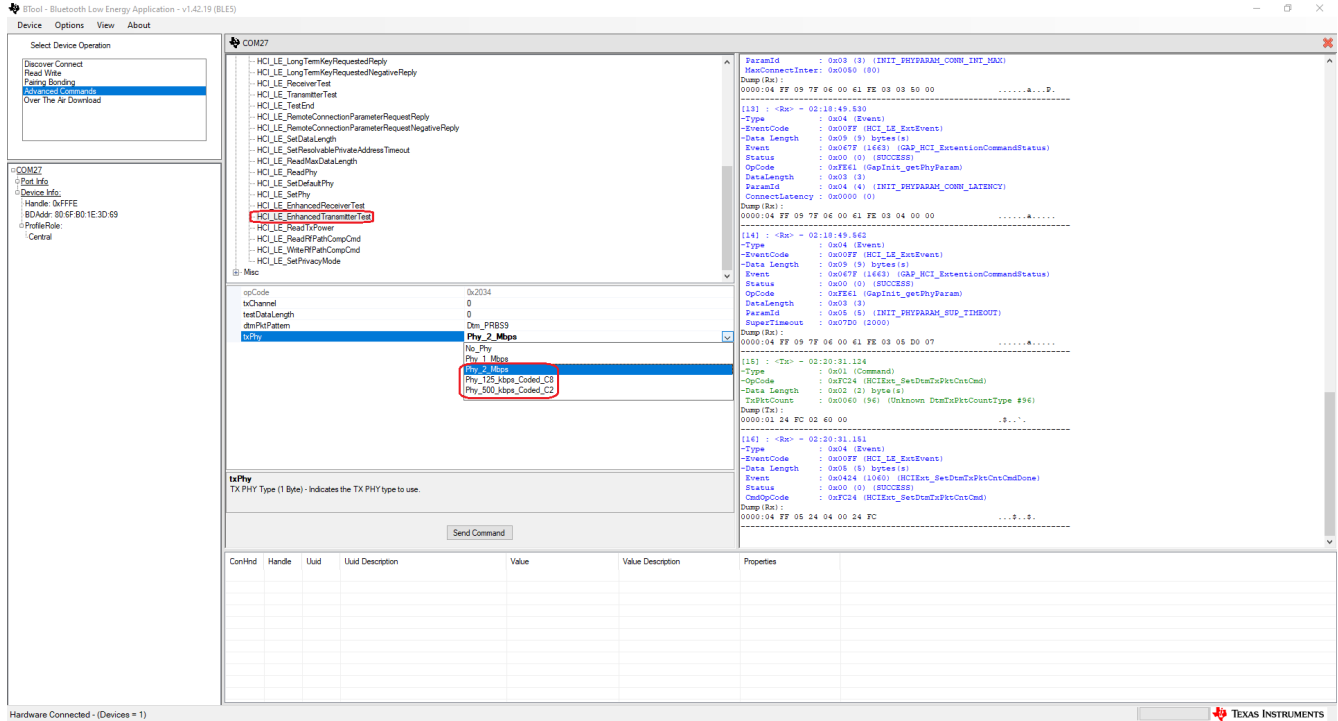 BTool - Bluetooth Low Energy Application - v1.42.19 (BLE5)
Device Options View About
Select Device Operation
Discover Connect
Read Write
Pairing Bonding
Advanced Commands
Over The Air Download
COM27
Port Info
Device Info:
Handle: 0xFFFE
BDAddr: 80:6F:B0:1E:3D:69
ProfileRole:
Central
COM27
HCI_LE_LongTermKeyRequestedReply
HCI_LE_LongTermKeyRequestedNegativeReply
HCI_LE_ReceiverTest
HCI_LE_TransmitterTest
HCI_LE_TestEnd
HCI_LE_RemoteConnectionParameterRequestReply
HCI_LE_RemoteConnectionParameterRequestNegativeReply
HCI_LE_SetDataLength
HCI_LE_SetResolvablePrivateAddressTimeout
HCI_LE_ReadMaxDataLength
HCI_LE_ReadPhy
HCI_LE_SetDefaultPhy
HCI_LE_SetPhy
HCI_LE_EnhancedReceiverTest
HCI_LE_EnhancedTransmitterTest
HCI_LE_ReadTxPower
HCI_LE_ReadRfPathCompCmd
HCI_LE_WriteRfPathCompCmd
HCI_LE_SetPrivacyMode
Misc
opCode 0x2034
txChannel 0
testDataLength 0
dtmPktPattern Dtm_PRBS9
txPhy Phy_2_Mbps
No_Phy
Phy_1_Mbps
Phy_2_Mbps
Phy_125_kbps_Coded_C8
Phy_500_kbps_Coded_C2
txPhy
TX PHY Type (1 Byte) - Indicates the TX PHY type to use.
Send Command
ParamId : 0x03 (3) (INIT_PHYPARAM_CONN_INT_MAX)
MaxConnectInter: 0x0050 (80)
Dump(Rx):
0000:04 FF 09 7F 06 00 61 FE 03 03 50 00 ......a...P.
[13] : <Rx> - 02:18:49.530
-Type : 0x04 (Event)
-EventCode : 0x00FF (HCI_LE_ExtEvent)
-Data Length : 0x09 (9) bytes(s)
Event : 0x067F (1663) (GAP_HCI_ExtentionCommandStatus)
Status : 0x00 (0) (SUCCESS)
OpCode : 0xFE61 (GapInit_getPhyParam)
DataLength : 0x03 (3)
ParamId : 0x04 (4) (INIT_PHYPARAM_CONN_LATENCY)
ConnectLatency : 0x0000 (0)
Dump(Rx):
0000:04 FF 09 7F 06 00 61 FE 03 04 00 00 ......a.....
[14] : <Rx> - 02:18:49.562
-Type : 0x04 (Event)
-EventCode : 0x00FF (HCI_LE_ExtEvent)
-Data Length : 0x09 (9) bytes(s)
Event : 0x067F (1663) (GAP_HCI_ExtentionCommandStatus)
Status : 0x00 (0) (SUCCESS)
OpCode : 0xFE61 (GapInit_getPhyParam)
DataLength : 0x03 (3)
ParamId : 0x05 (5) (INIT_PHYPARAM_SUP_TIMEOUT)
SuperTimeout : 0x07D0 (2000)
Dump(Rx):
0000:04 FF 09 7F 06 00 61 FE 03 05 D0 07 ......a.....
[15] : <Tx> - 02:20:31.124
-Type : 0x01 (Command)
-OpCode : 0xFC24 (HCIExt_SetDtmTxPktCntCmd)
-Data Length : 0x02 (2) byte(s)
TxPktCount : 0x0060 (96) (Unknown DtmTxPktCountType #96)
Dump(Tx):
0000:01 24 FC 02 60 00 .$..`.
[16] : <Rx> - 02:20:31.151
-Type : 0x04 (Event)
-EventCode : 0x00FF (HCI_LE_ExtEvent)
-Data Length : 0x05 (5) bytes(s)
Event : 0x0424 (1060) (HCIExt_SetDtmTxPktCntCmdDone)
Status : 0x00 (0) (SUCCESS)
CmdOpCode : 0xFC24 (HCIExt_SetDtmTxPktCntCmd)
Dump(Rx):
0000:04 FF 05 24 04 00 24 FC ...$..$.
ConHnd Handle Uuid Uuid Description Value Value Description Properties
Hardware Connected - (Devices = 1)
TEXAS INSTRUMENTS